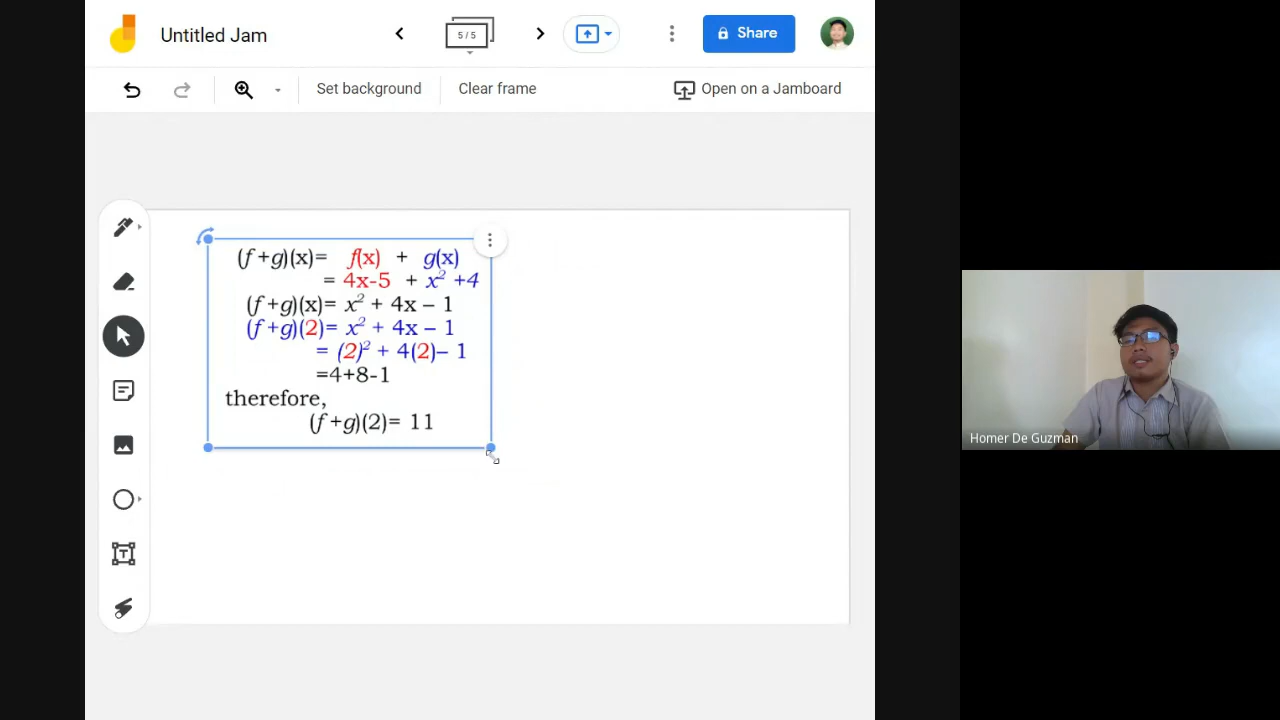 Untitled Jam
5 / 5
Share
Set background
Clear frame
Open on a Jamboard
(f +g)(x)= f(x) + g(x)
= 4x-5 + x² +4
(f +g)(x)= x² + 4x – 1
(f +g)(2)= x² + 4x – 1
= (2)² + 4(2)– 1
=4+8-1
therefore,
(f +g)(2)= 11
T
Homer De Guzman